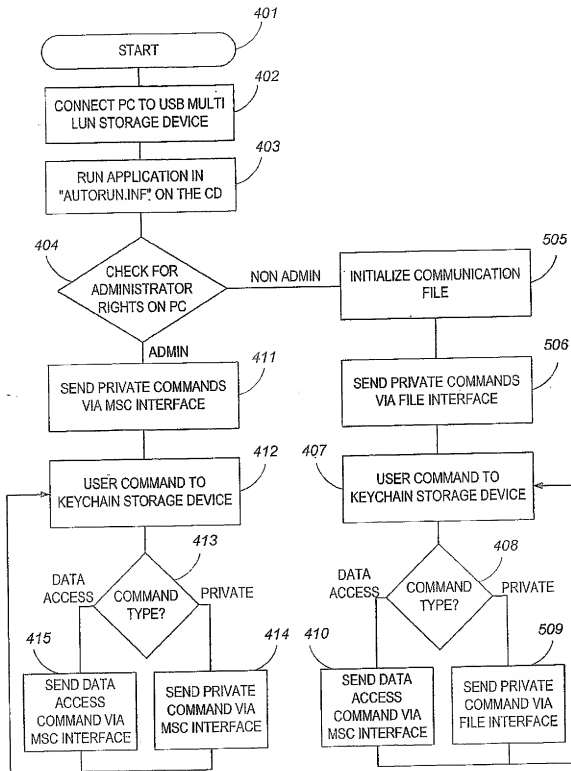 401
START
402
CONNECT PC TO USB MULTI
LUN STORAGE DEVICE
403
RUN APPLICATION IN
"AUTORUN.INF" ON THE CD
404
CHECK FOR
ADMINISTRATOR
RIGHTS ON PC
NON ADMIN
505
INITIALIZE COMMUNICATION
FILE
ADMIN
411
SEND PRIVATE COMMANDS
VIA MSC INTERFACE
506
SEND PRIVATE COMMANDS
VIA FILE INTERFACE
412
USER COMMAND TO
KEYCHAIN STORAGE DEVICE
407
USER COMMAND TO
KEYCHAIN STORAGE DEVICE
413
DATA
ACCESS
COMMAND
TYPE?
PRIVATE
408
DATA
ACCESS
COMMAND
TYPE?
PRIVATE
415
SEND DATA
ACCESS
COMMAND VIA
MSC INTERFACE
414
SEND PRIVATE
COMMAND VIA
MSC INTERFACE
410
SEND DATA
ACCESS
COMMAND VIA
MSC INTERFACE
509
SEND PRIVATE
COMMAND VIA
FILE INTERFACE